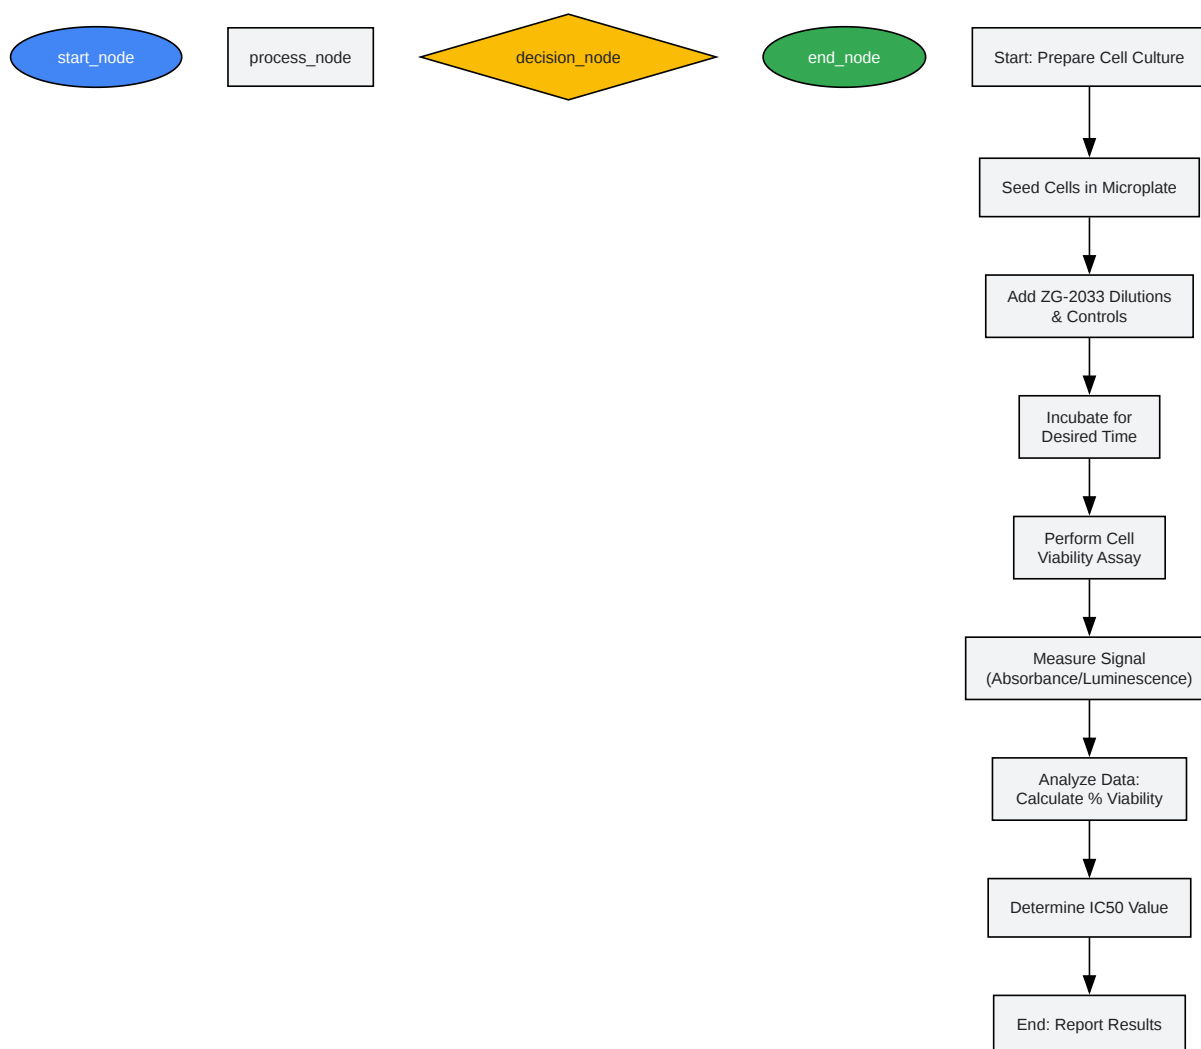 start_node
process_node
decision_node
end_node
Start: Prepare Cell Culture
Seed Cells in Microplate
Add ZG-2033 Dilutions
& Controls
Incubate for
Desired Time
Perform Cell
Viability Assay
Measure Signal
(Absorbance/Luminescence)
Analyze Data:
Calculate % Viability
Determine IC50 Value
End: Report Results